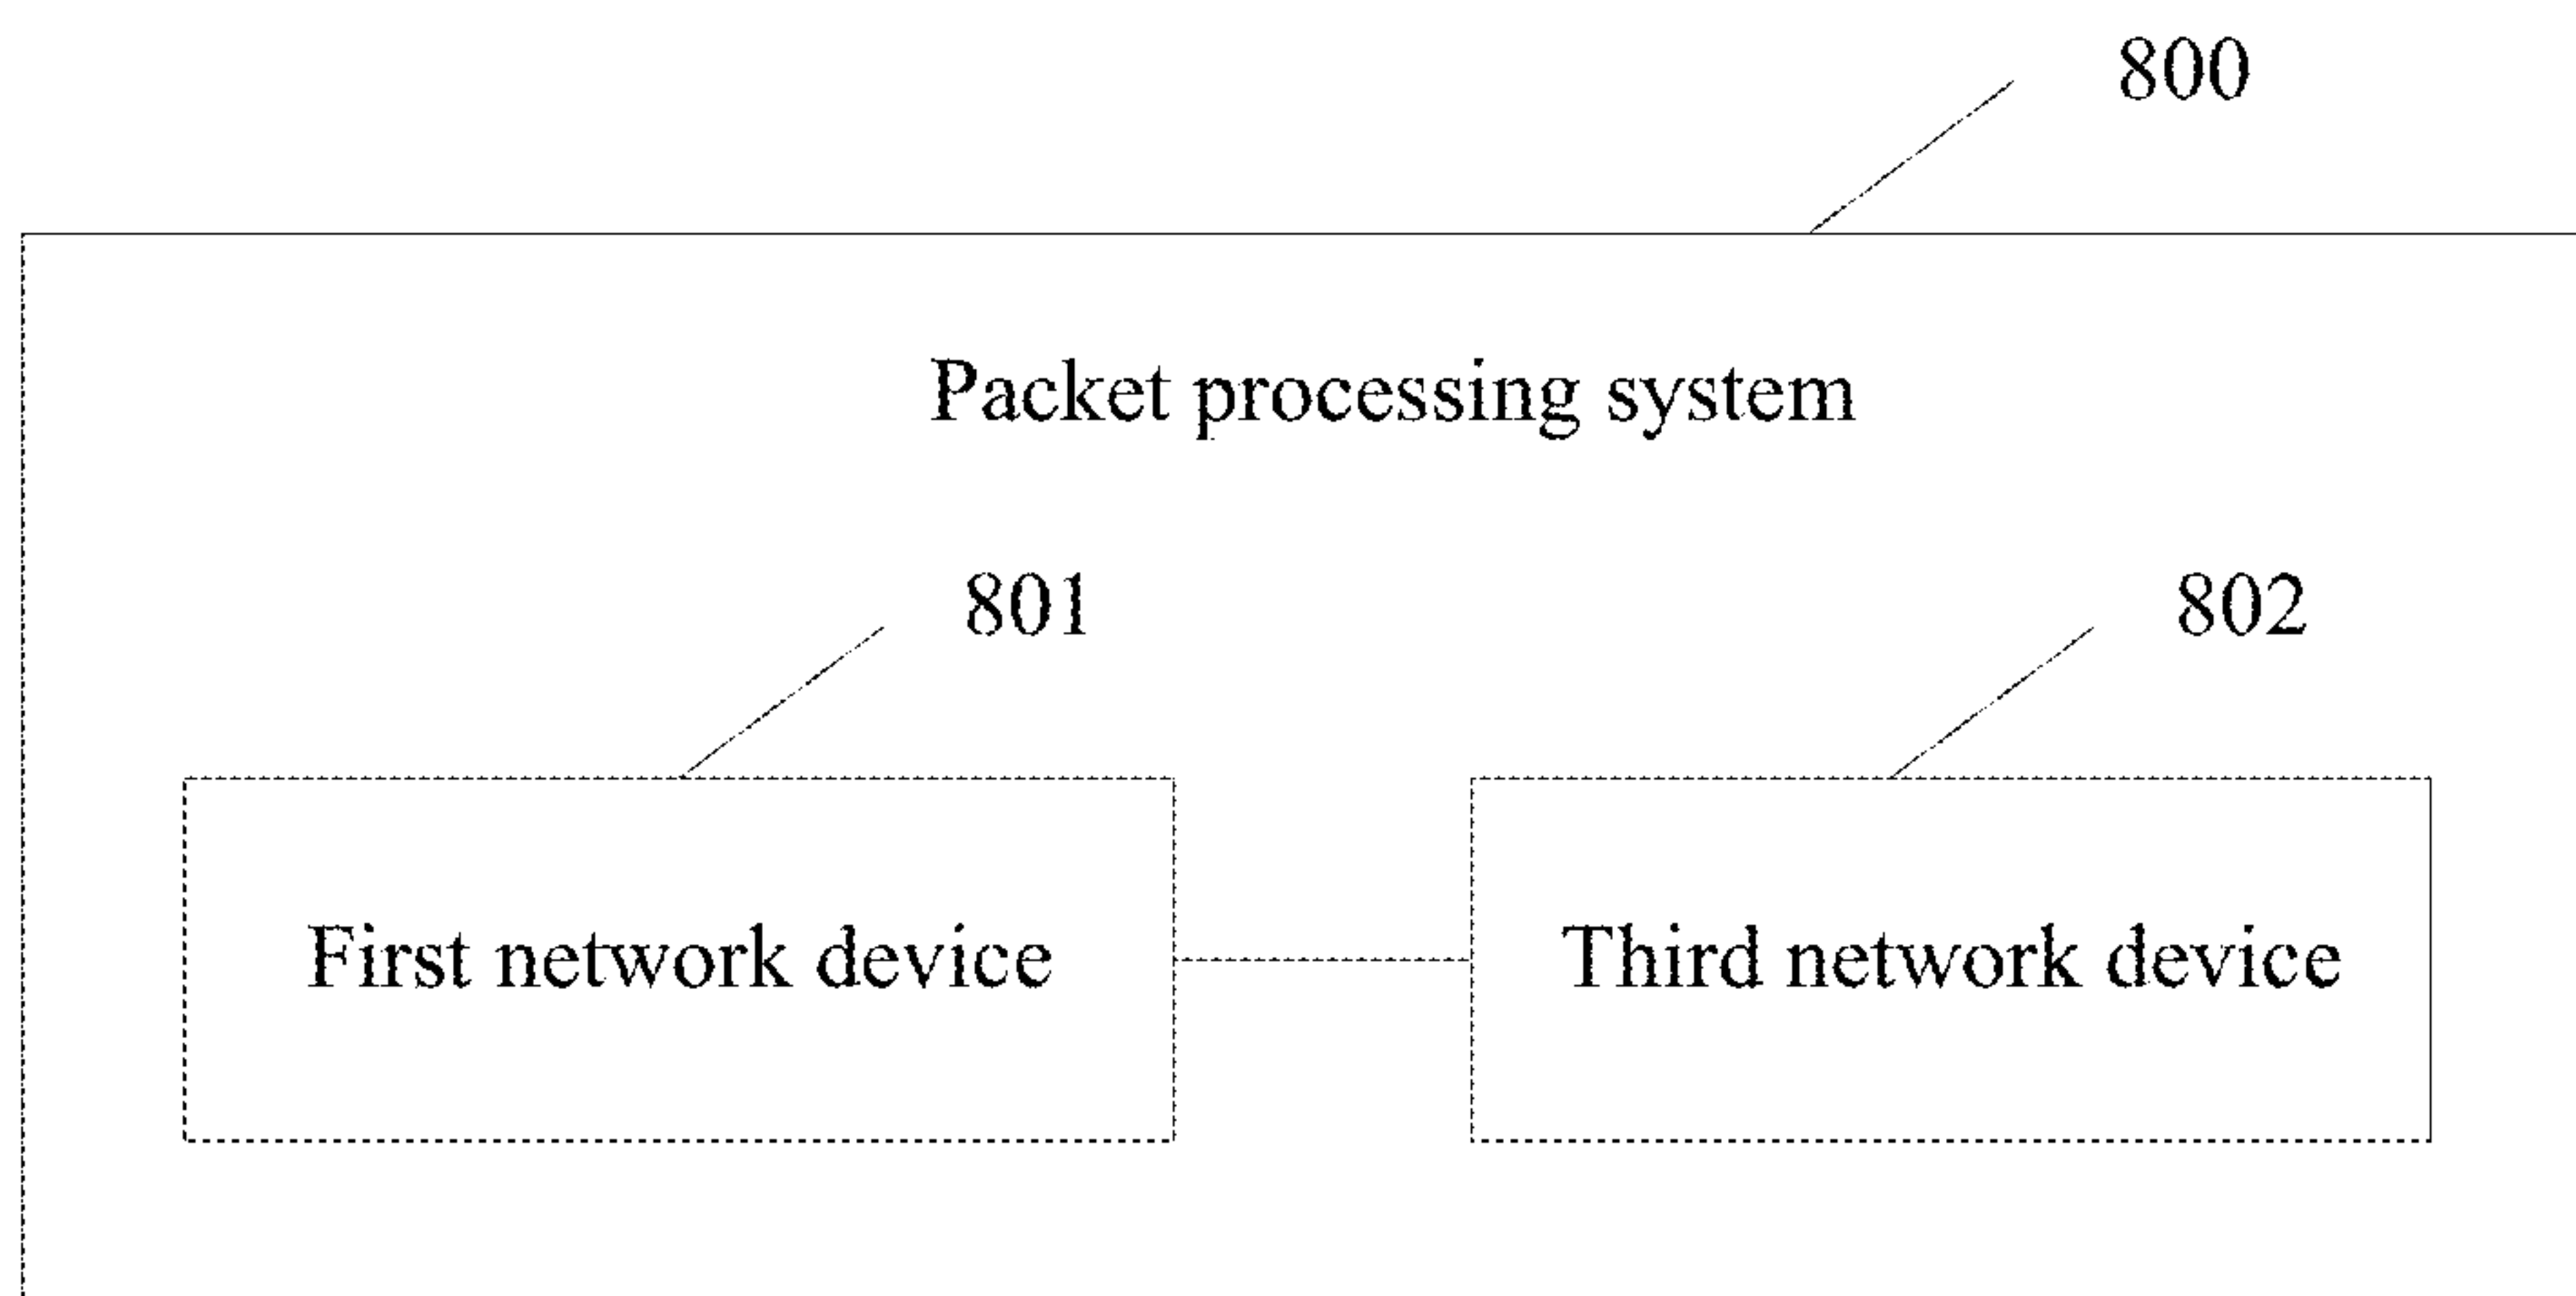 800
Packet processing system
801
802
First network device
Third network device